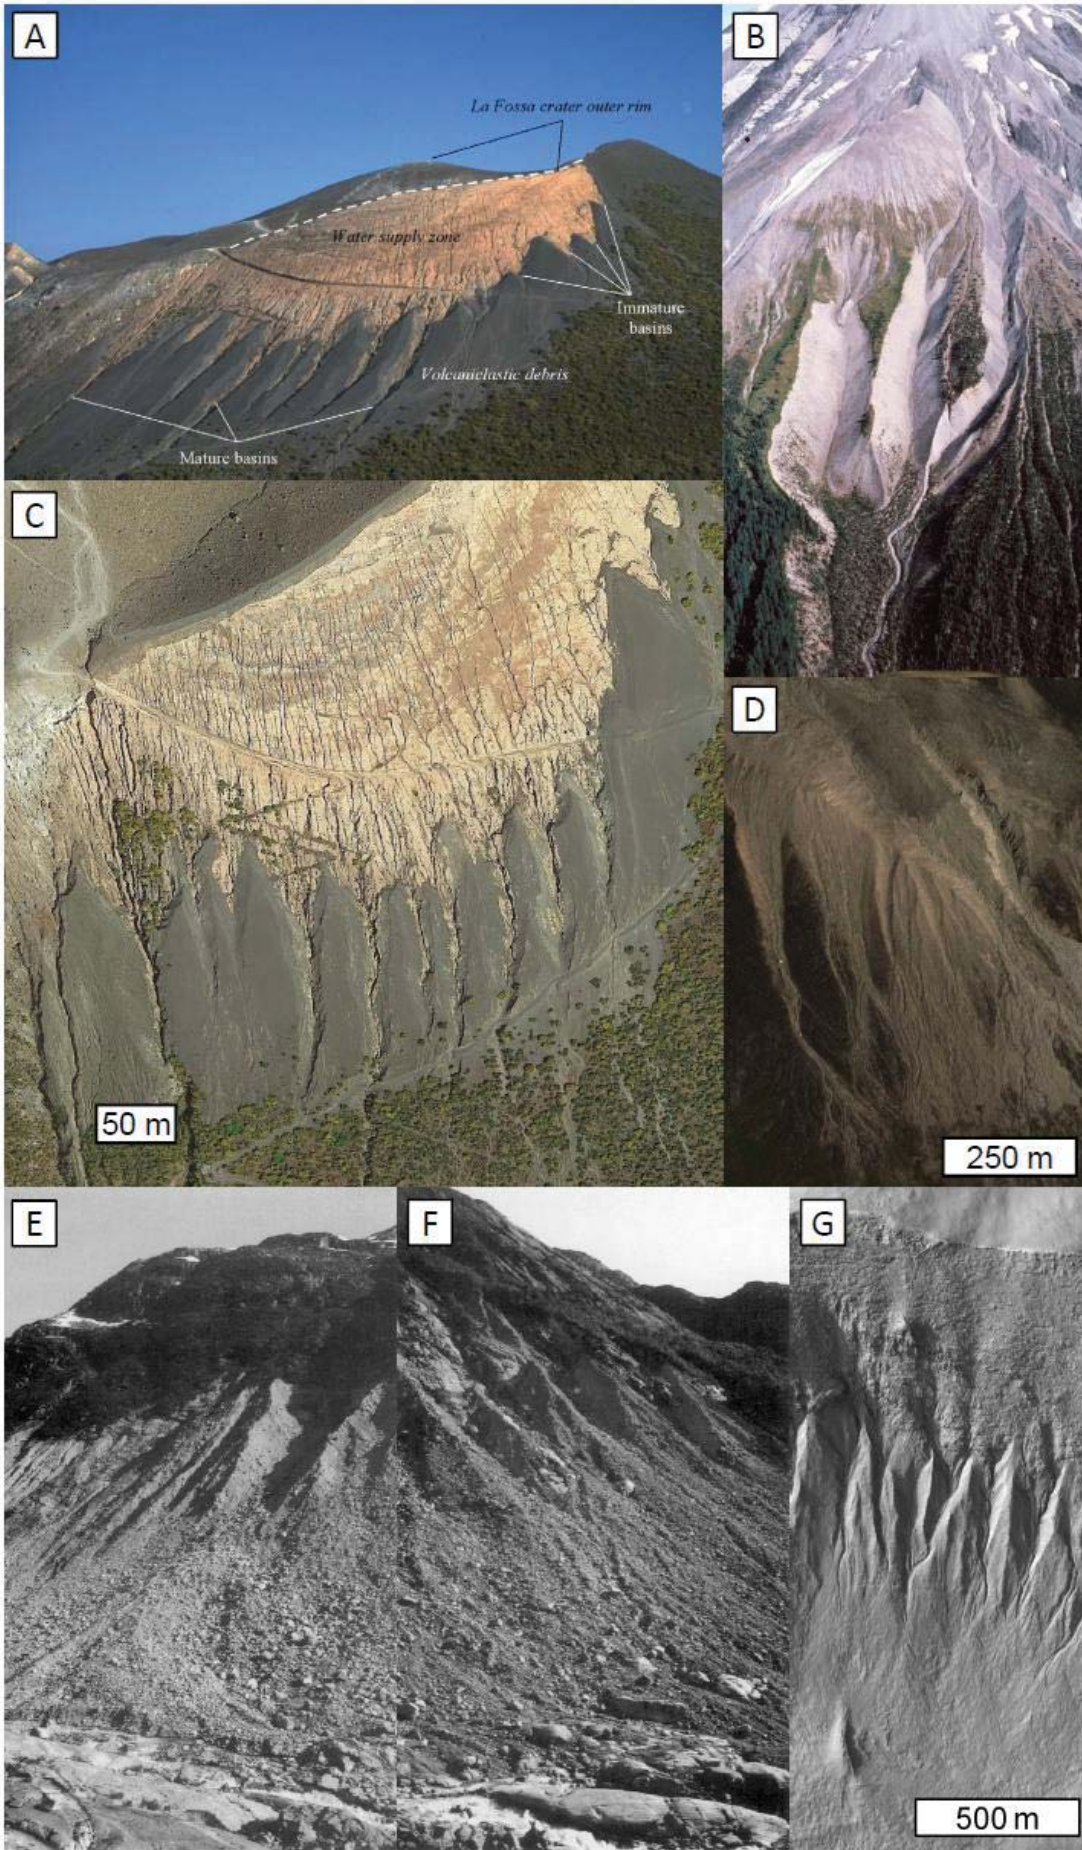 A
La Fossa crater outer rim
Water supply zone
Immature
basins
Volcaniclastic debris
Mature basins
B
C
50 m
D
250 m
E
F
G
500 m